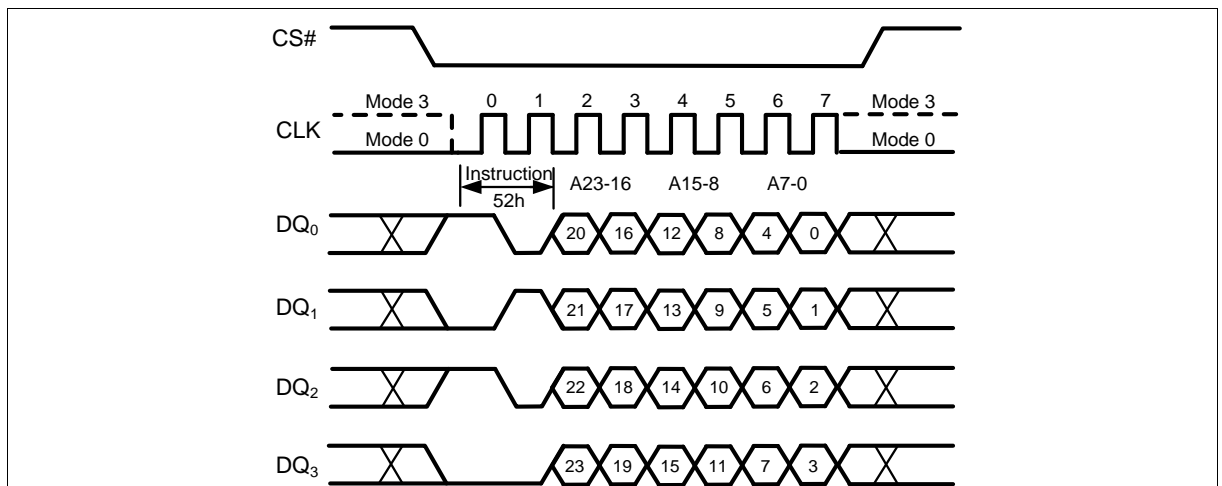 CS#
0 1 2 3 4 5 6 7
Mode 3 Mode 3
CLK
Mode 0 Mode 0
Instruction
52h
A23-16 A15-8 A7-0
DQ0 20 16 12 8 4 0
DQ1 21 17 13 9 5 1
DQ2 22 18 14 10 6 2
DQ3 23 19 15 11 7 3